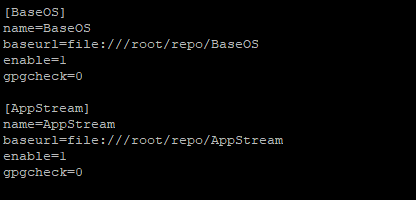 [BaseOS]
name=BaseOS
baseurl=file:///root/repo/BaseOS
enable=1
gpgcheck=0

[AppStream]
name=AppStream
baseurl=file:///root/repo/AppStream
enable=1
gpgcheck=0